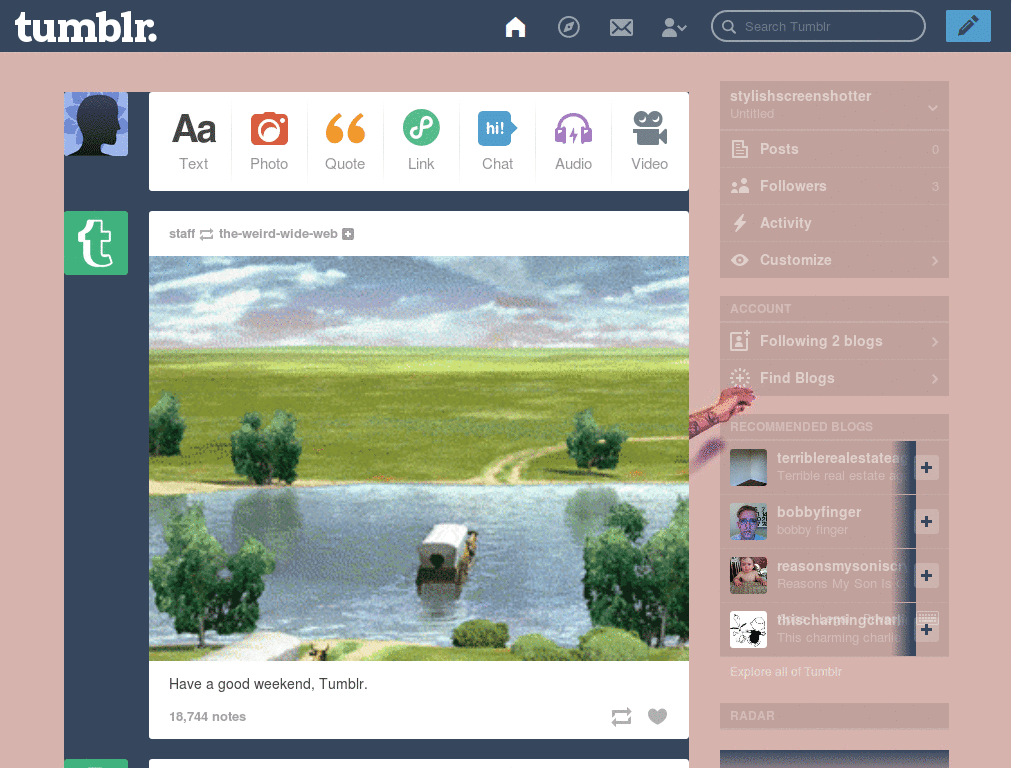 tumblr.
Search Tumblr
Aa
hi!
Text
Photo
Quote
Link
Chat
Audio
Video
staff the-weird-wide-web
Have a good weekend, Tumblr.
18,744 notes
stylishscreenshotter
Untitled
Posts 0
Followers 3
Activity
Customize
ACCOUNT
Following 2 blogs
Find Blogs
RECOMMENDED BLOGS
terriblerealestateag
Terrible real estate ag
bobbyfinger
bobby finger
reasonsmysoniscr
Reasons My Son Is
thischarmingcharlie
This charming charlie
Explore all of Tumblr
RADAR